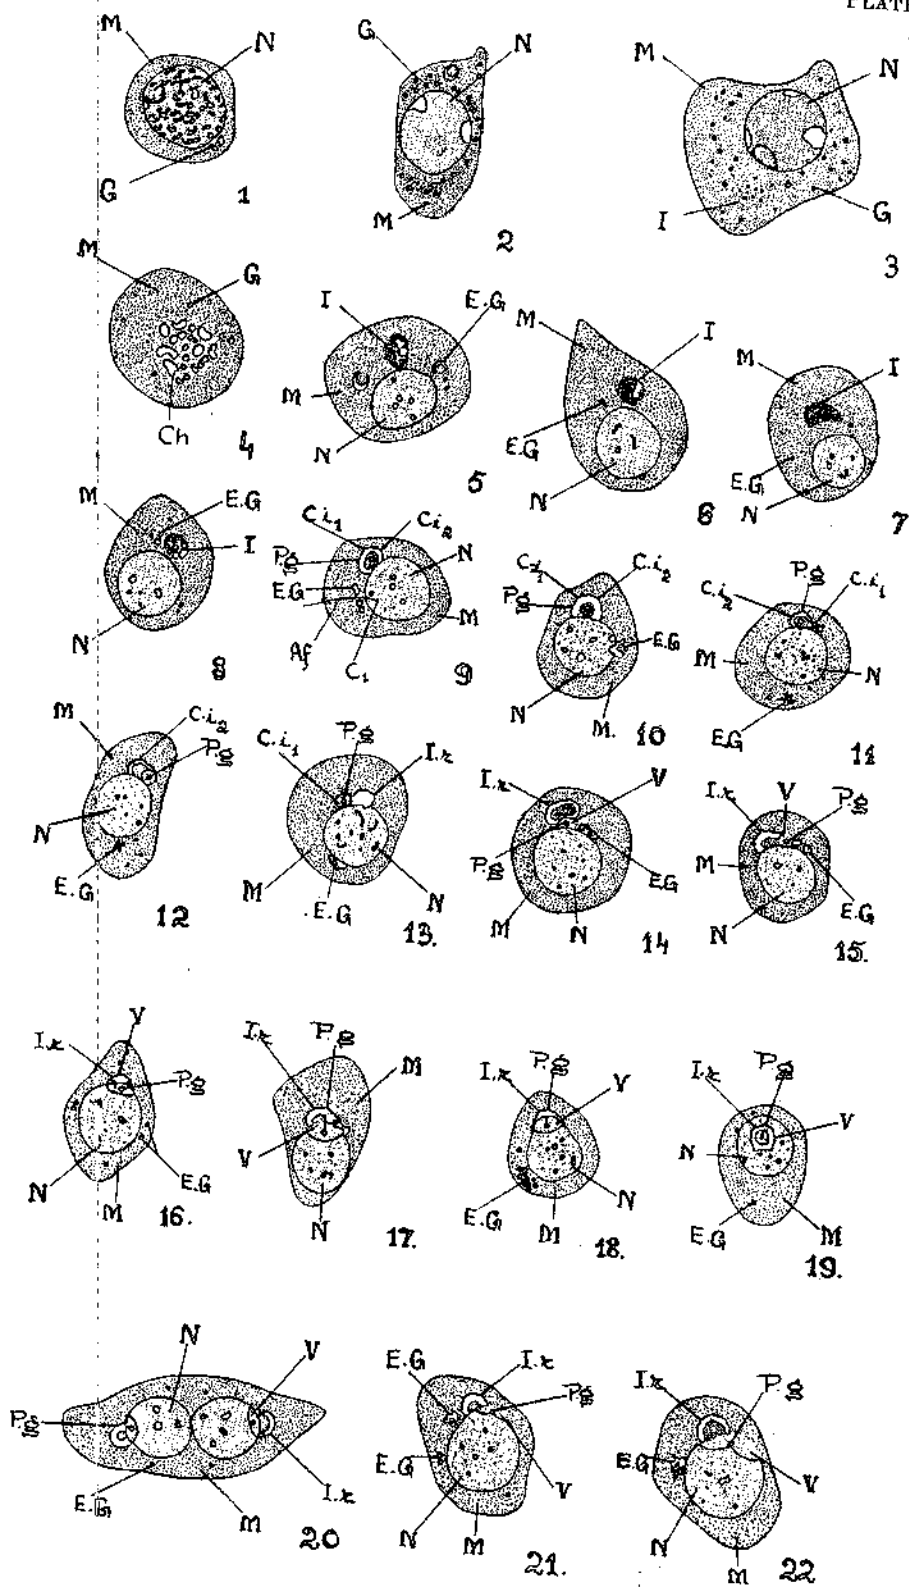 PLATE
M N G 1
G N M 2
M N I G 3
M G Ch 4
I E.G M N 5
M I E.G N 6
M I E.G N 7
M E.G I N 8
C.i₁ C.i₂ P.g N E.G M Af C₁ 9
C.i₁ C.i₂ P.g E.G N M. 10
P.g C.i₂ C.i₁ M N E.G 11
M C.i₂ P.g N E.G 12
C.i₁ P.g I.z M E.G N 13.
I.z V P.g E.G M N 14
I.z V P.g M N E.G 15.
V I.z P.g N M E.G 16.
I.z P.g M V N 17.
I.z P.g V E.G M N 18.
I.z P.g V N E.G M 19.
N V P.g E.G M I.z 20
E.G I.z P.g E.G V N M 21.
I.z P.g E.G V N M 22